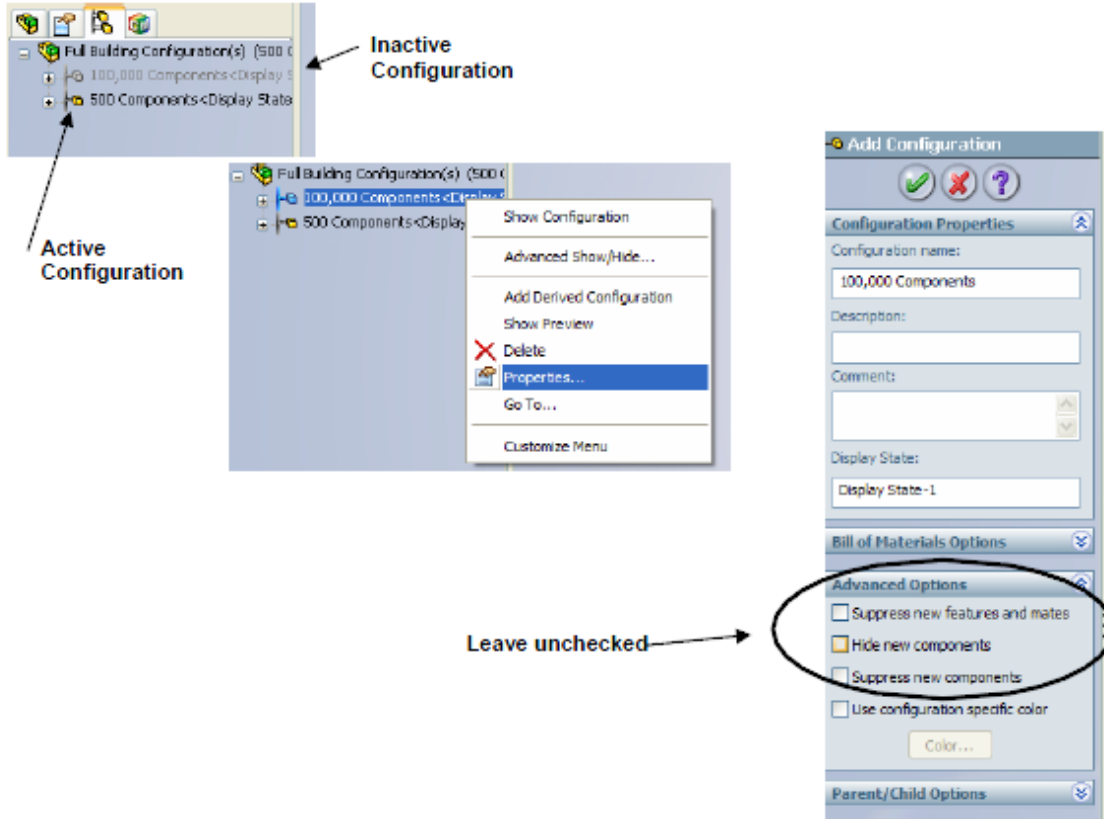 Full Building Configuration(s) (500 C
100,000 Components<Display S
500 Components<Display State
Inactive
Configuration
Active
Configuration
Full Building Configuration(s) (500 C
100,000 Components<Display S
500 Components<Display
Show Configuration
Advanced Show/Hide...
Add Derived Configuration
Show Preview
Delete
Properties...
Go To...
Customize Menu
Add Configuration
?
Configuration Properties
Configuration name:
100,000 Components
Description:
Comment:
Display State:
Display State-1
Bill of Materials Options
Advanced Options
Suppress new features and mates
Hide new components
Suppress new components
Use configuration specific color
Color...
Parent/Child Options
Leave unchecked